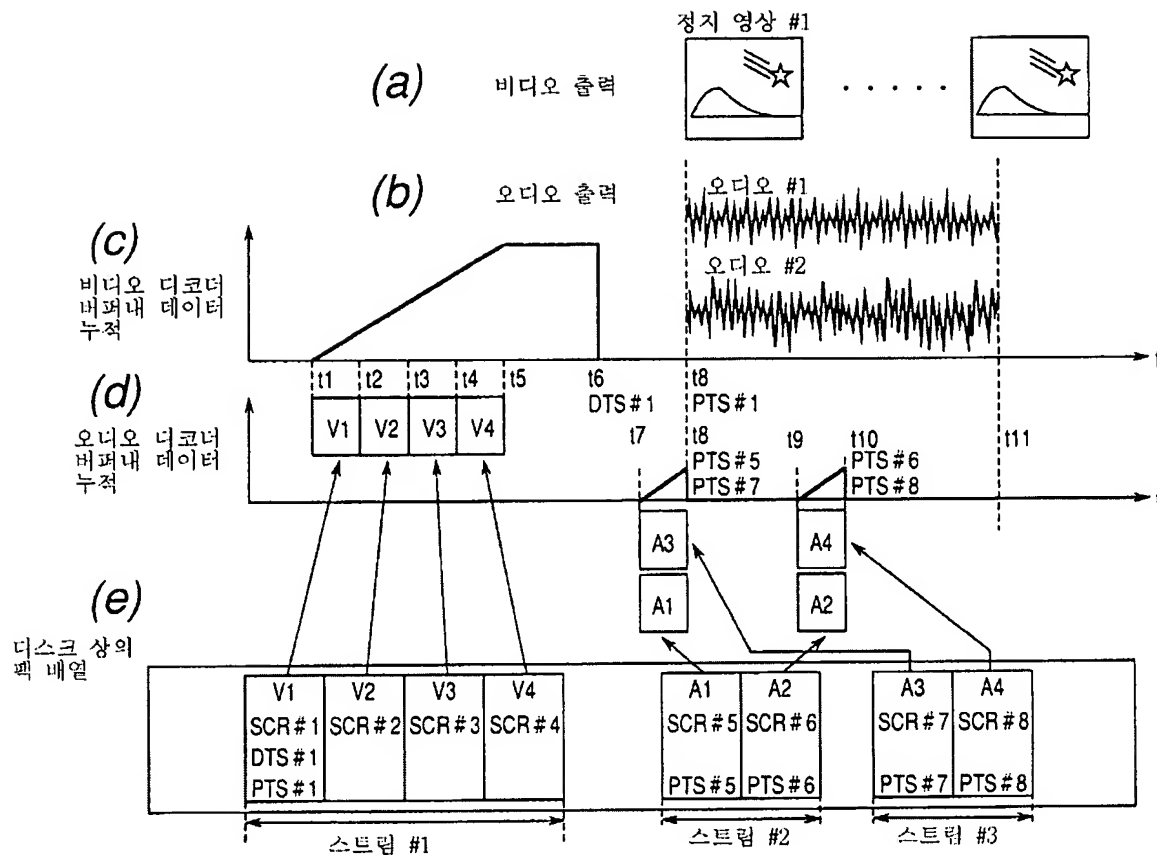 정지 영상 #1
(a)
비디오 출력
. . . . .
(b)
오디오 출력
오디오 #1
오디오 #2
(c)
비디오 디코더
버퍼내 데이터
누적
t1 t2 t3 t4 t5 t6 t8 t
DTS#1 PTS#1
(d)
오디오 디코더
버퍼내 데이터
누적
V1 V2 V3 V4
t7 t8 t9 t10 t11
PTS#5 PTS#6
PTS#7 PTS#8
A3 A4
A1 A2
(e)
디스크 상의
팩 배열
V1 V2 V3 V4 A1 A2 A3 A4
SCR#1 SCR#2 SCR#3 SCR#4 SCR#5 SCR#6 SCR#7 SCR#8
DTS#1
PTS#1 PTS#5 PTS#6 PTS#7 PTS#8
스트림 #1 스트림 #2 스트림 #3